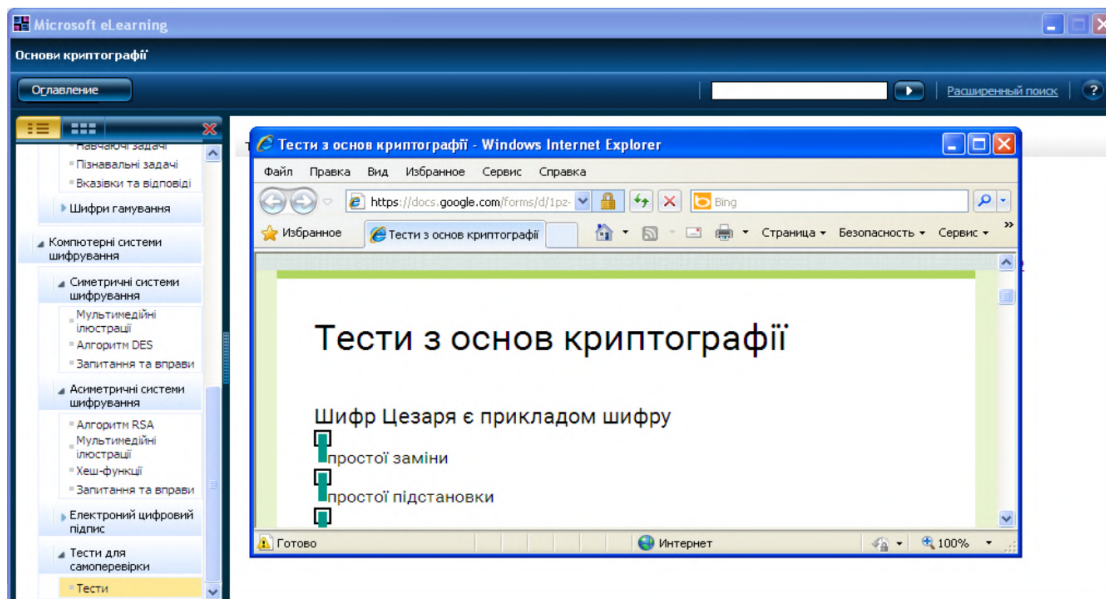 Microsoft eLearning
Основи криптографії
Оглавление
Расширенный поиск
?
Навчаючі задачі
Пізнавальні задачі
Вказівки та відповіді
Шифри гамування
Компютерні системи
шифрування
Симетричні системи
шифрування
Мультимедійні
ілюстрації
Алгоритм DES
Запитання та вправи
Асиметричні системи
шифрування
Алгоритм RSA
Мультимедійні
ілюстрації
Хеш-функції
Запитання та вправи
Електроний цифровий
підпис
Тести для
самоперевірки
Тести
Тести з основ криптографії - Windows Internet Explorer
Файл Правка Вид Избранное Сервис Справка
https://docs.google.com/forms/d/1pz- Bing
Избранное Тести з основ криптографії Страница Безопасность Сервис »
Тести з основ криптографії
Шифр Цезаря є прикладом шифру
простої заміни
простої підстановки
Готово Интернет 100%